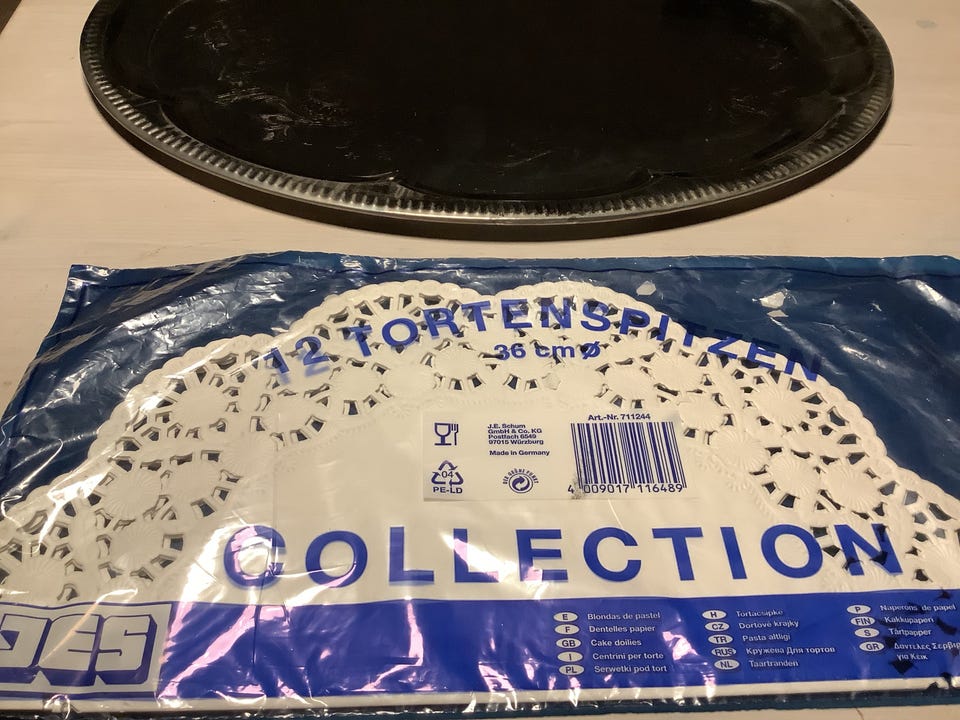 12 TORTENSPITZEN
36 cm Ø
J.E. Schum
GmbH & Co. KG
Postfach 6549
97015 Würzburg
Made in Germany
Art.-Nr. 711244
4 009017 116489
04
PE-LD
DER GRÜNE PUNKT
COLLECTION
JES
E Blondas de pastel
F Dentelles papier
GB Cake doilies
I Centrini per torte
PL Serwetki pod tort
H Tortacsipke
CZ Dortové krajky
TR Pasta altligi
RUS Кружева Для тортов
NL Taartranden
P Naperons de papel
FIN Kakkupaperi
S Tårtpapper
GR Δαντελες Σερβιρ
για Κεικ